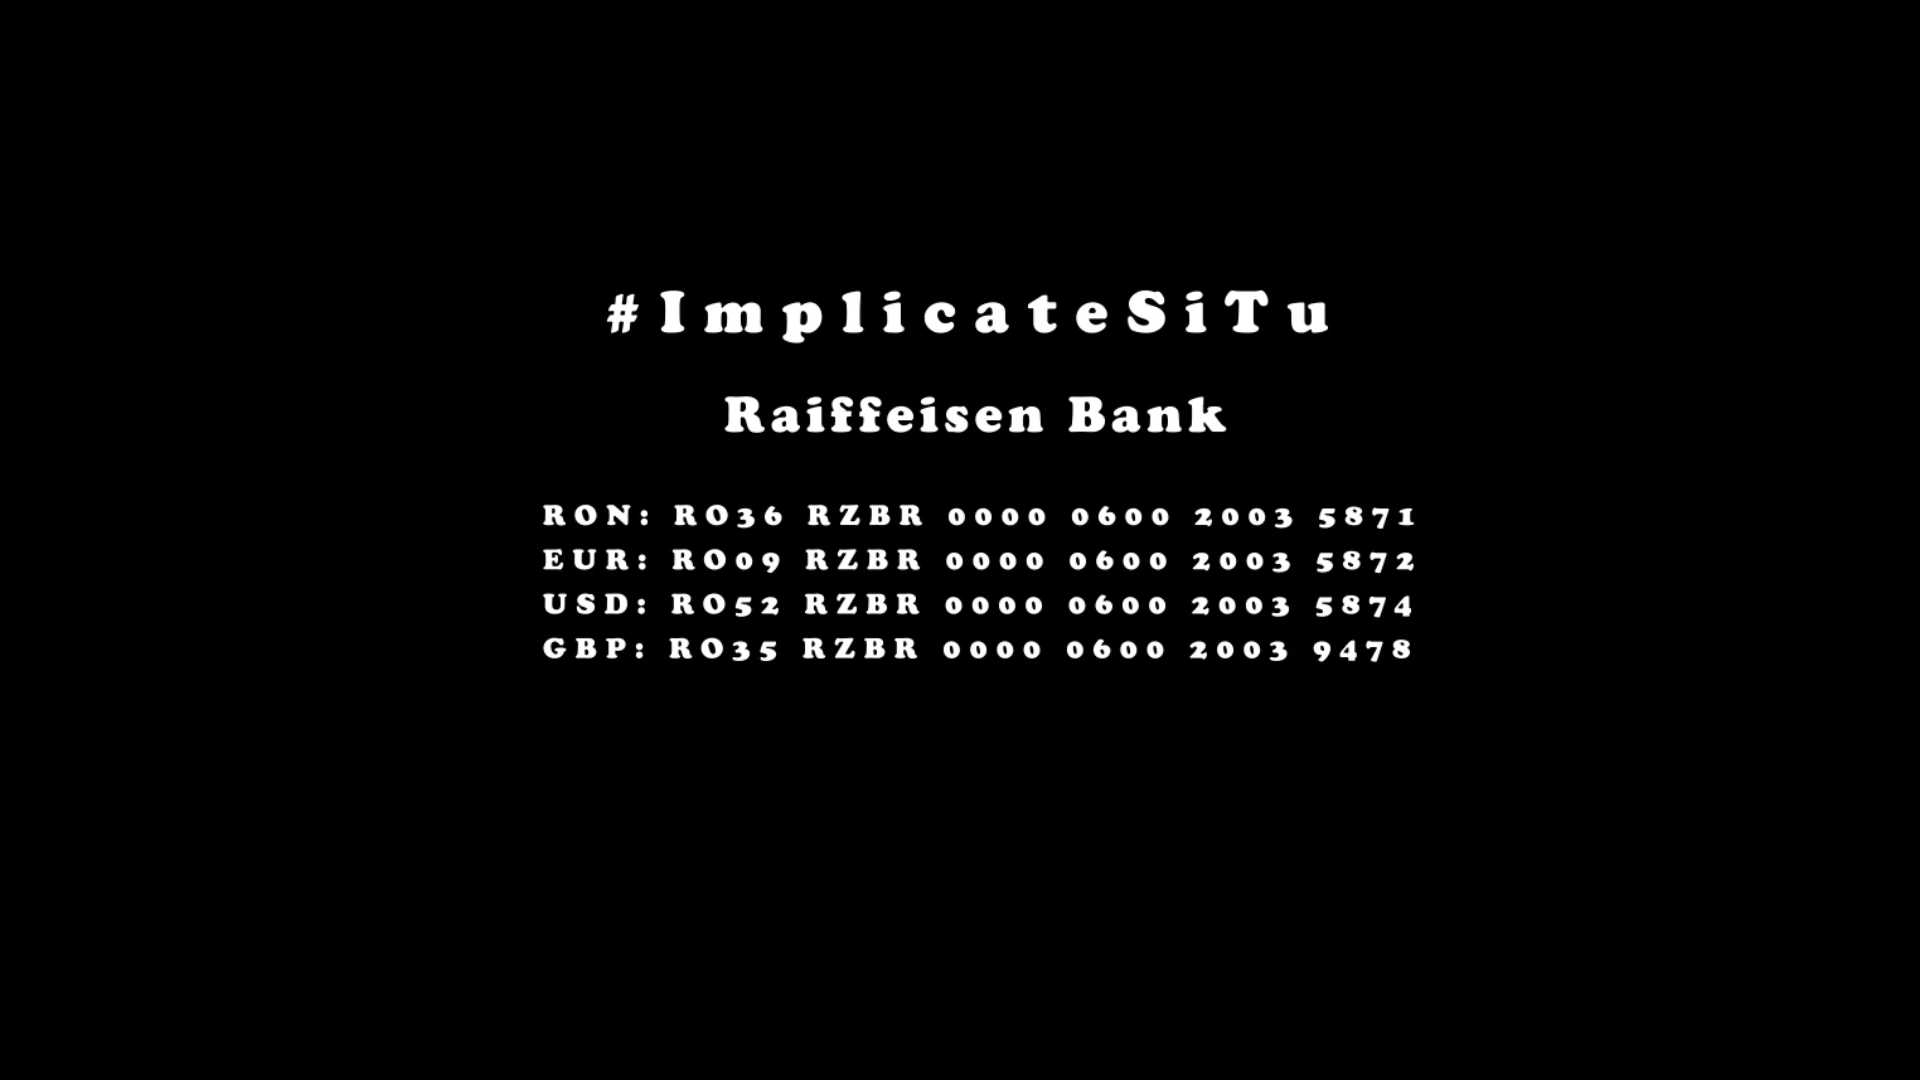 #ImplicateSiTu
Raiffeisen Bank
RON: RO36 RZBR 0000 0600 2003 5871
EUR: RO09 RZBR 0000 0600 2003 5872
USD: RO52 RZBR 0000 0600 2003 5874
GBP: RO35 RZBR 0000 0600 2003 9478